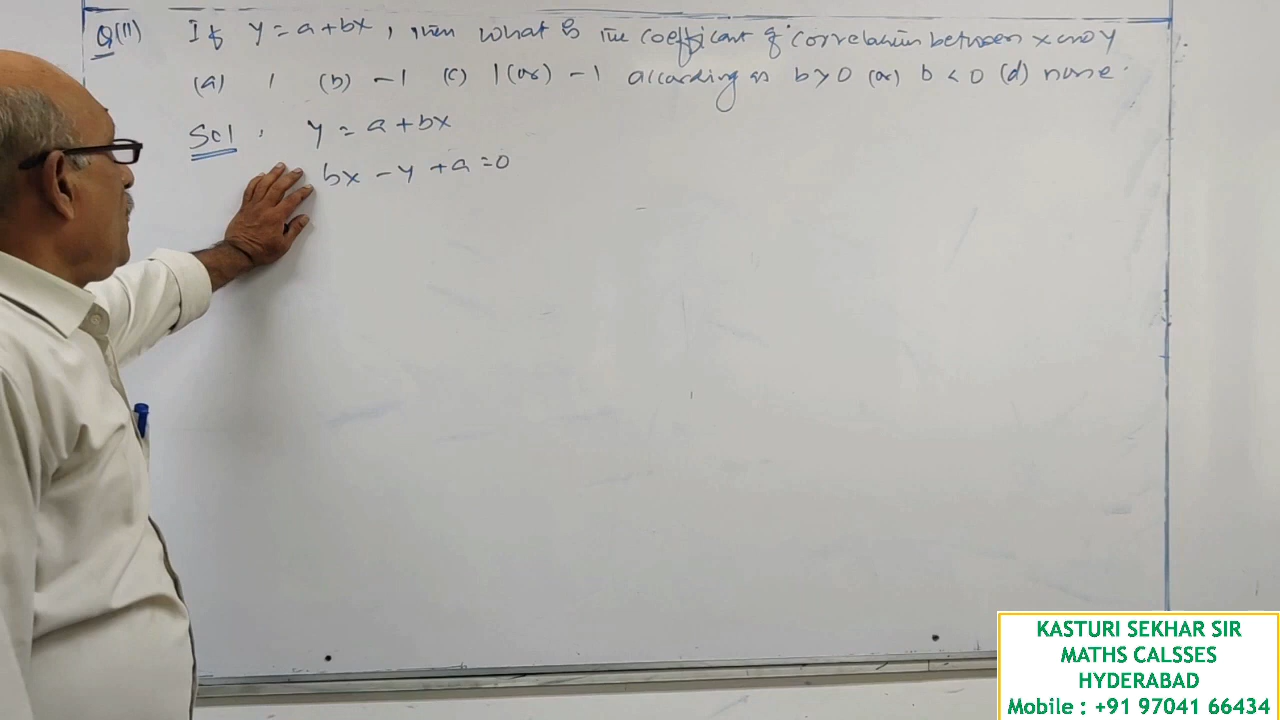 Q(11) If y = a + bx, then what is the coefficient of correlation between x and y
(a) 1 (b) -1 (c) 1 (or) -1 according as b > 0 (or) b < 0 (d) none.
Sol: y = a + bx
bx - y + a = 0
KASTURI SEKHAR SIR
MATHS CALSSES
HYDERABAD
Mobile : +91 97041 66434